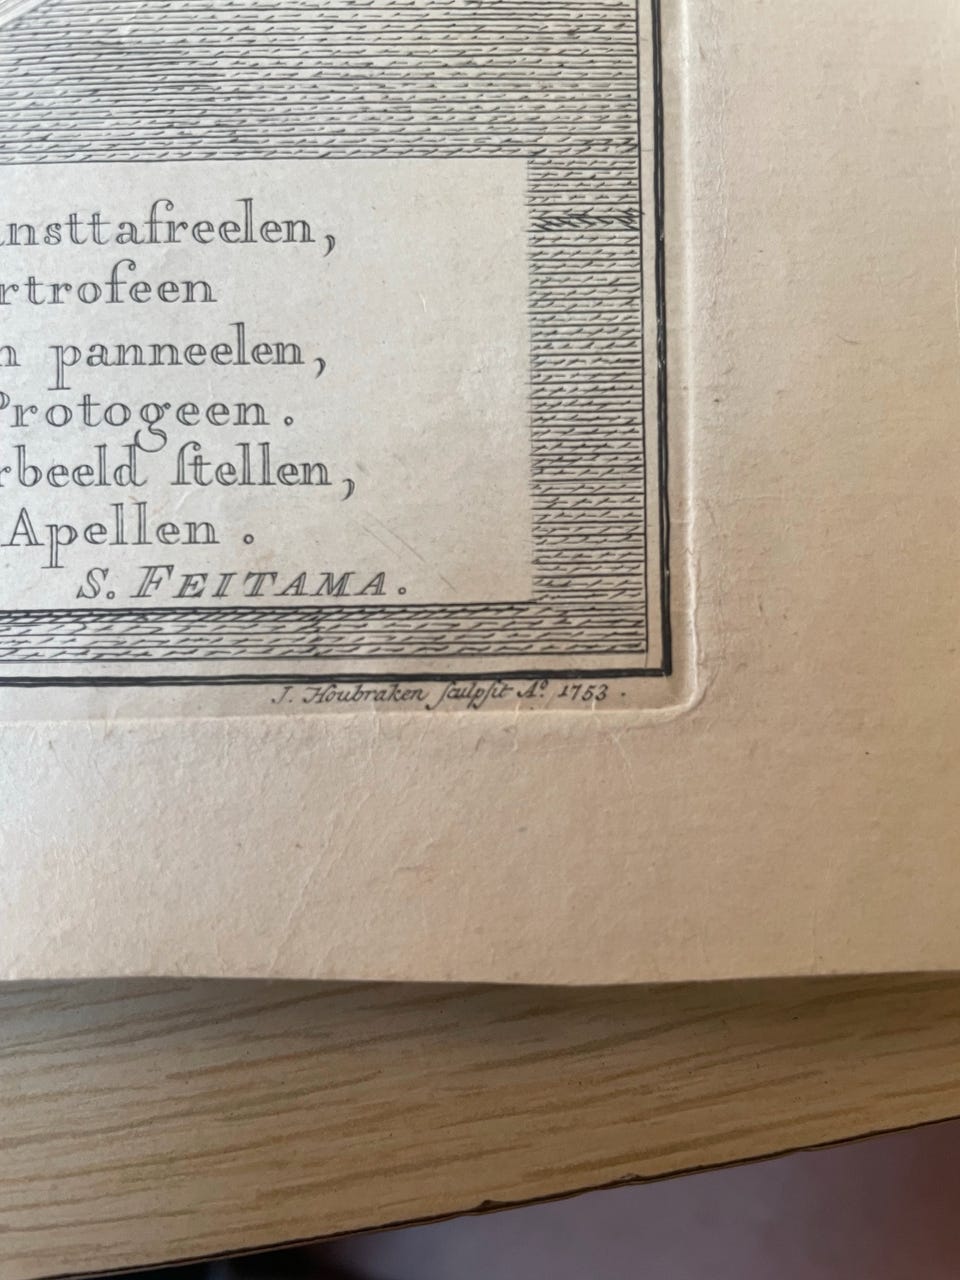 nsttafreelen,
rtrofeen
n panneelen,
Protogeen.
rbeeld ſtellen,
Apellen.
S. FEITAMA.
J. Houbraken ſculpſit Aº. 1753.